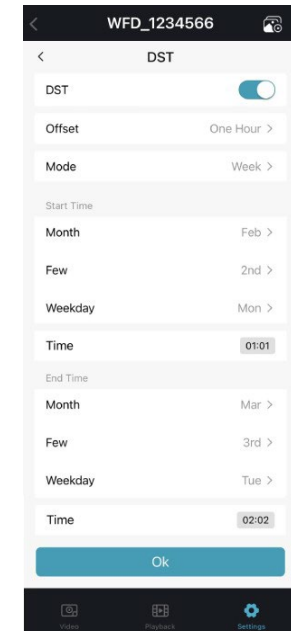 WFD_1234566
DST
DST
Offset One Hour >
Mode Week >
Start Time
Month Feb >
Few 2nd >
Weekday Mon >
Time 01:01
End Time
Month Mar >
Few 3rd >
Weekday Tue >
Time 02:02
Ok
Video Playback Settings